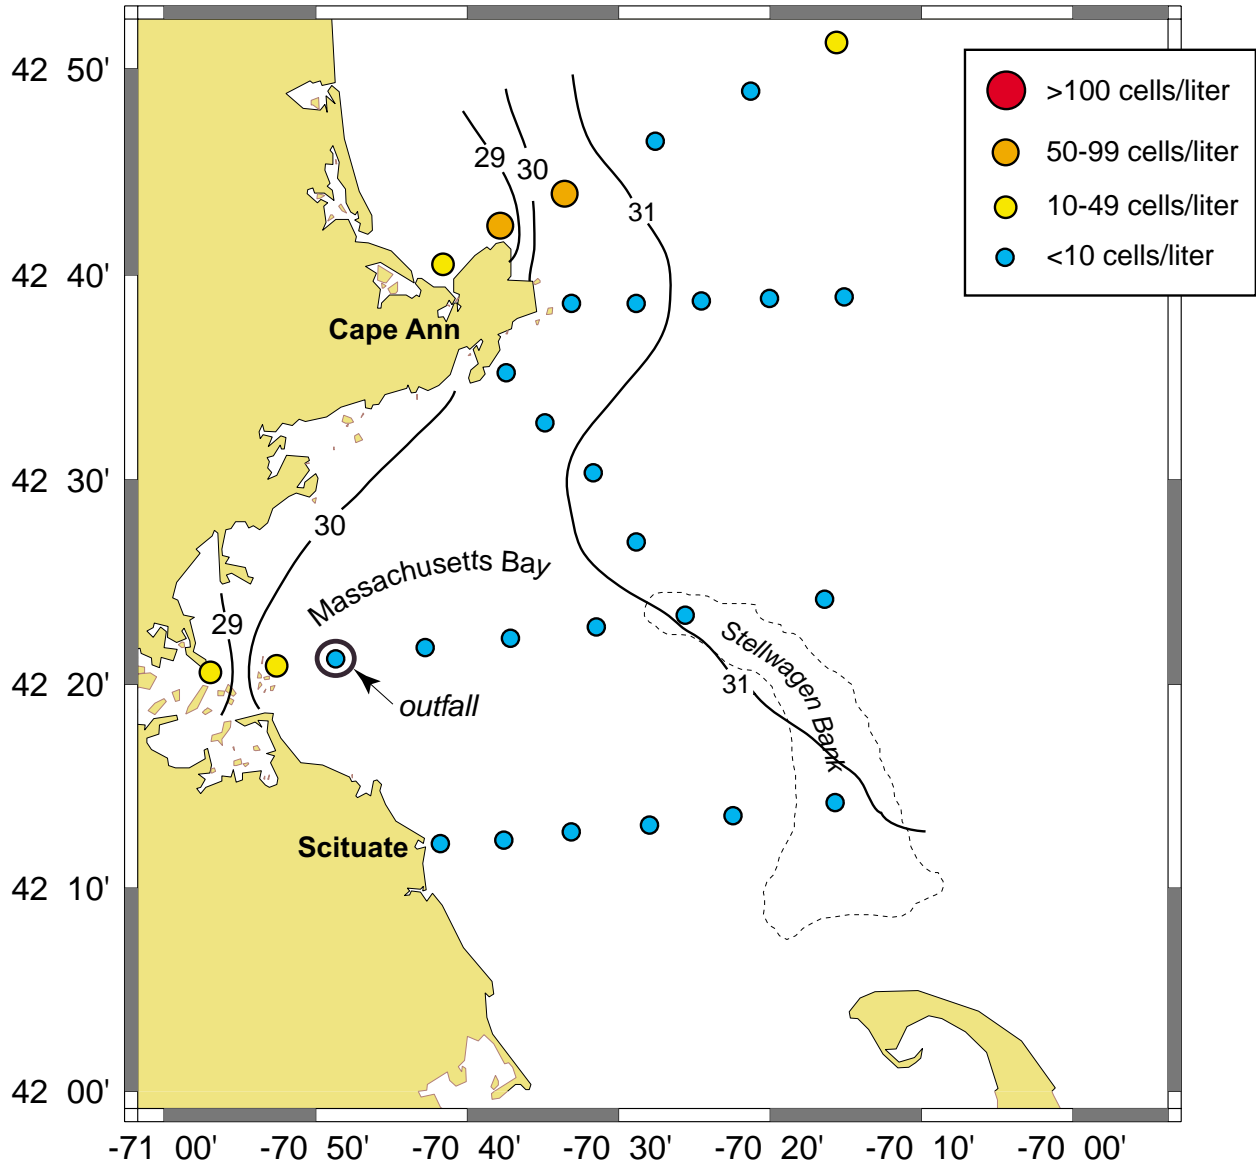 42 50'
>100 cells/liter
50-99 cells/liter
10-49 cells/liter
<10 cells/liter
29
30
31
42 40'
Cape Ann
42 30'
30
Massachusetts Bay
29
Stellwagen Bank
42 20'
31
outfall
Scituate
42 10'
42 00'
-71 00'
-70 50'
-70 40'
-70 30'
-70 20'
-70 10'
-70 00'